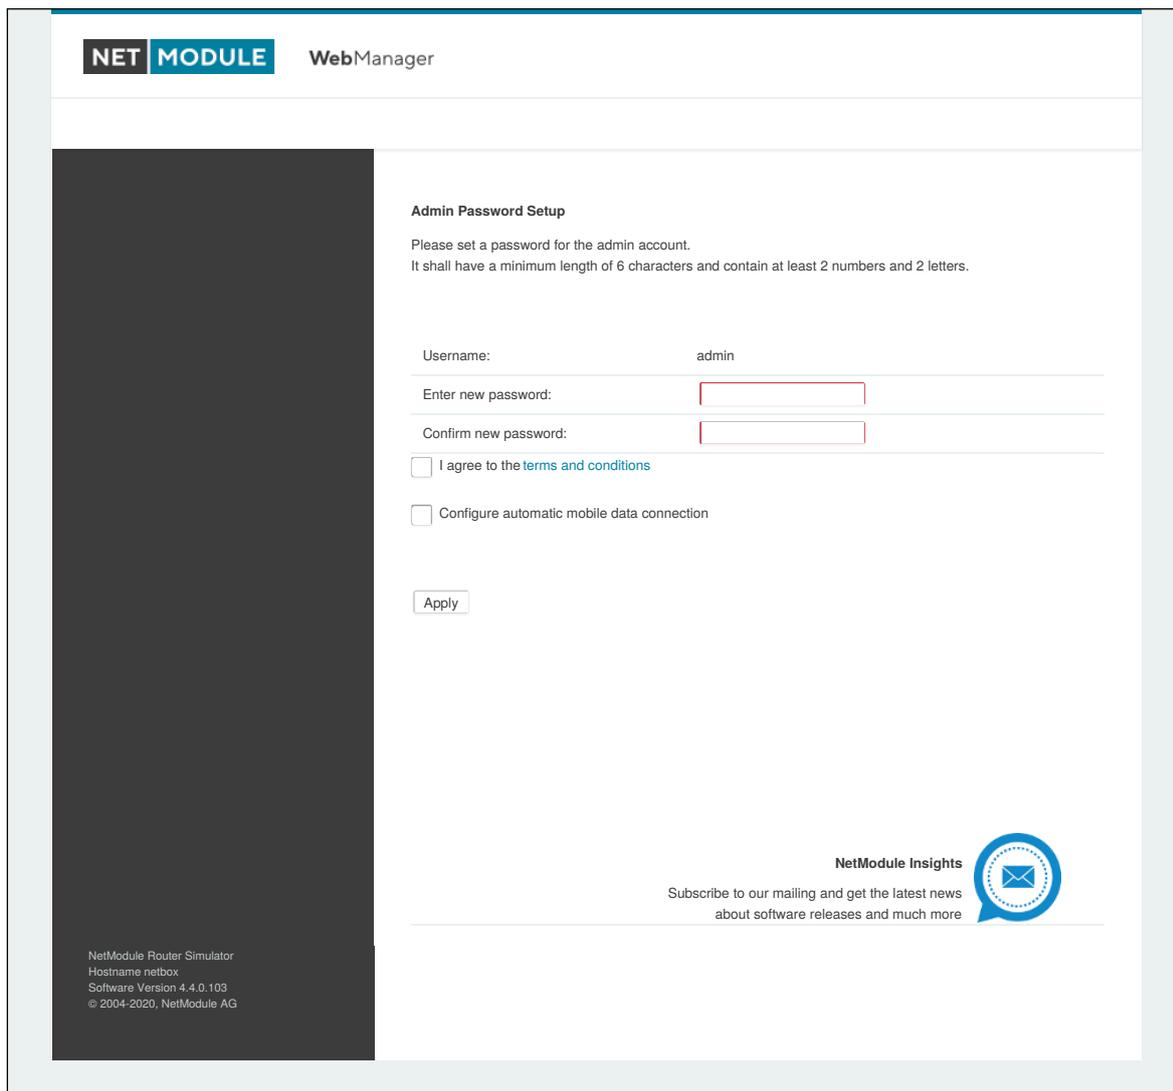 NET MODULE WebManager
Admin Password Setup
Please set a password for the admin account.
It shall have a minimum length of 6 characters and contain at least 2 numbers and 2 letters.
Username: admin
Enter new password:
Confirm new password:
I agree to the terms and conditions
Configure automatic mobile data connection
Apply
NetModule Insights
Subscribe to our mailing and get the latest news
about software releases and much more
NetModule Router Simulator
Hostname netbox
Software Version 4.4.0.103
© 2004-2020, NetModule AG